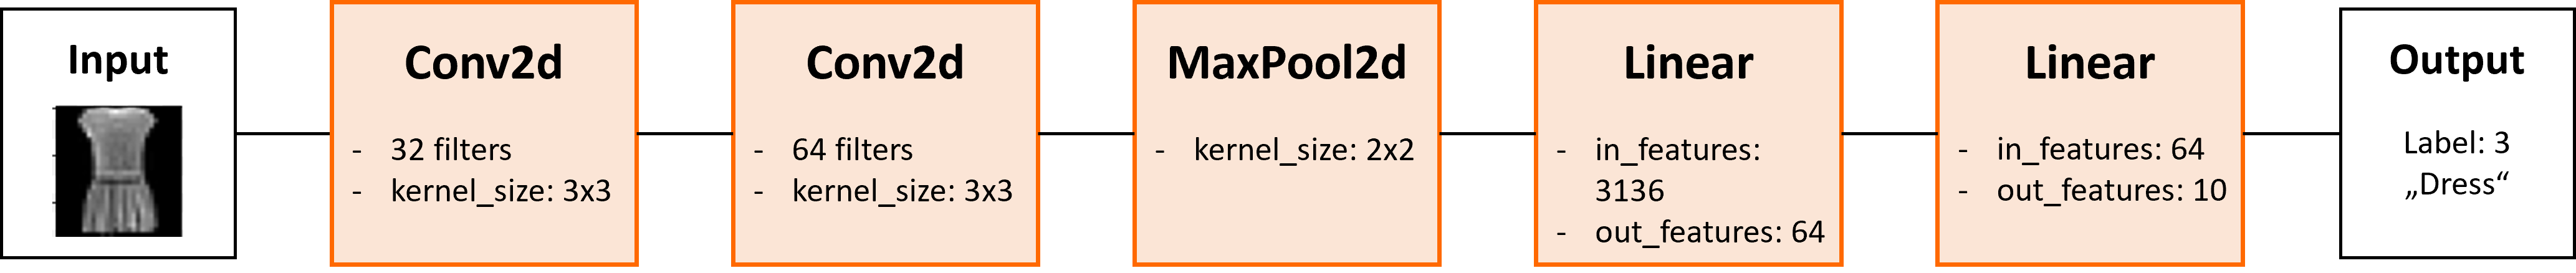 Input
Conv2d
- 32 filters
- kernel_size: 3x3
Conv2d
- 64 filters
- kernel_size: 3x3
MaxPool2d
- kernel_size: 2x2
Linear
- in_features:
3136
- out_features: 64
Linear
- in_features: 64
- out_features: 10
Output
Label: 3
„Dress“